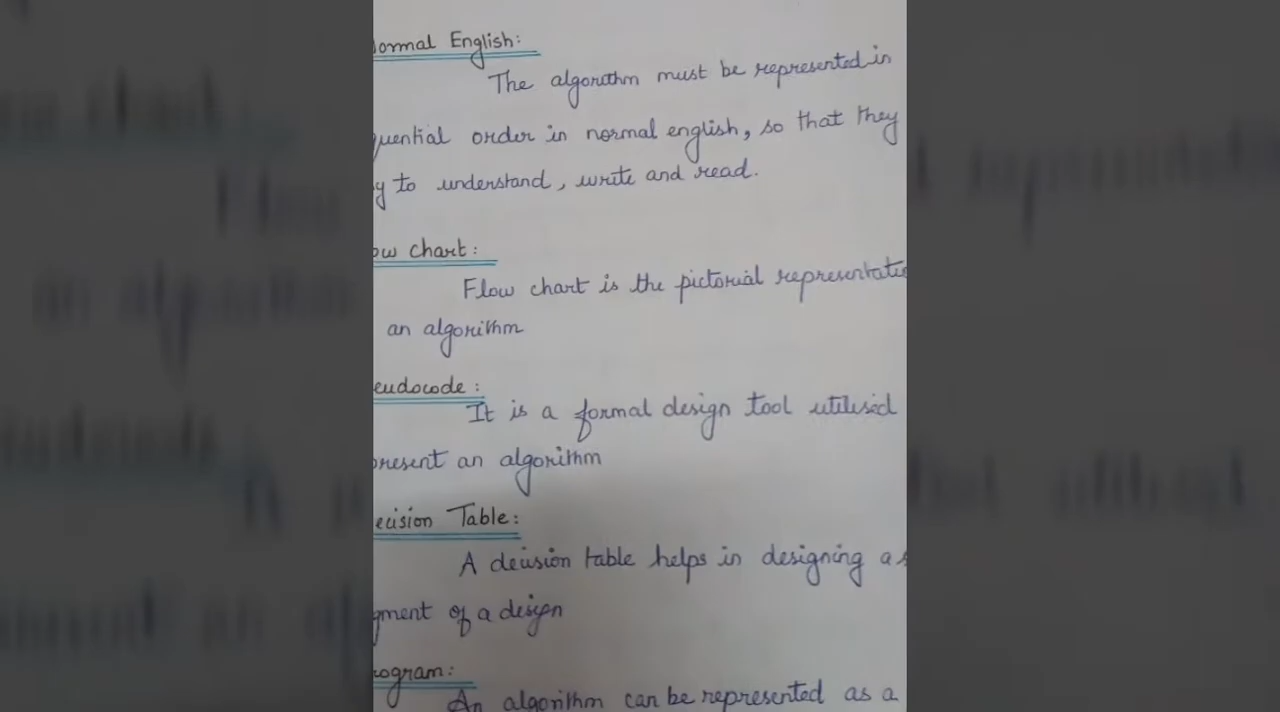 ormal English:
The algorithm must be represented in
quential order in normal english, so that they
y to understand, write and read.
ow chart:
Flow chart is the pictorial representatio
an algorithm
eudocode:
It is a formal design tool utilised
present an algorithm
ecision Table:
A decision table helps in designing a s
gment of a design
rogram:
An algorithm can be represented as a